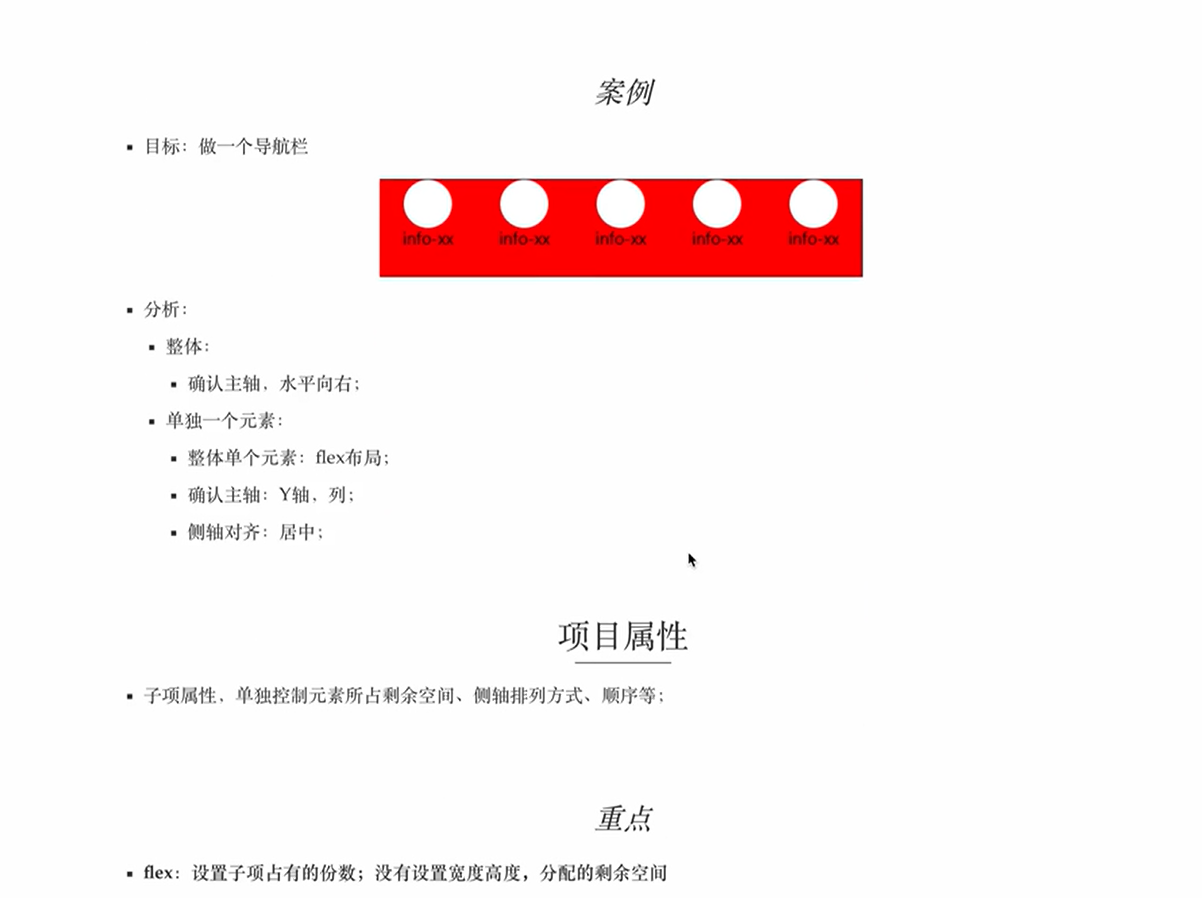 案例
目标：做一个导航栏
info-xx info-xx info-xx info-xx info-xx
分析：
整体：
确认主轴，水平向右；
单独一个元素：
整体单个元素：flex布局；
确认主轴：Y轴，列；
侧轴对齐：居中；
项目属性
子项属性，单独控制元素所占剩余空间、侧轴排列方式、顺序等；
重点
flex：设置子项占有的份数；没有设置宽度高度，分配的剩余空间